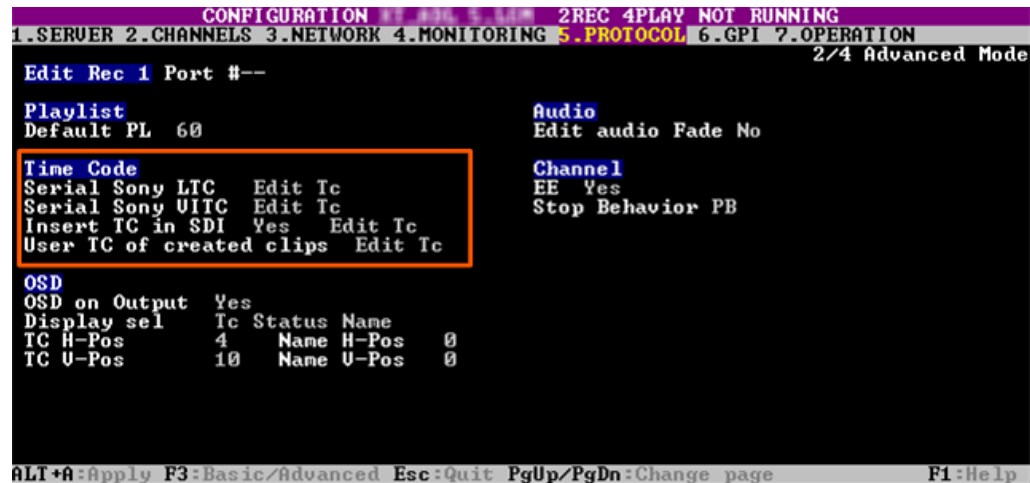 CONFIGURATION 2REC 4PLAY NOT RUNNING
1.SERVER 2.CHANNELS 3.NETWORK 4.MONITORING 5.PROTOCOL 6.GPI 7.OPERATION
2/4 Advanced Mode
Edit Rec 1 Port #--
Playlist
Default PL 60
Audio
Edit audio Fade No
Time Code
Serial Sony LTC Edit Tc
Serial Sony VITC Edit Tc
Insert TC in SDI Yes Edit Tc
User TC of created clips Edit Tc
Channel
EE Yes
Stop Behavior PB
OSD
OSD on Output Yes
Display sel Tc Status Name
TC H-Pos 4 Name H-Pos 0
TC V-Pos 10 Name V-Pos 0
ALT+A:Apply F3:Basic/Advanced Esc:Quit PgUp/PgDn:Change page F1:Help